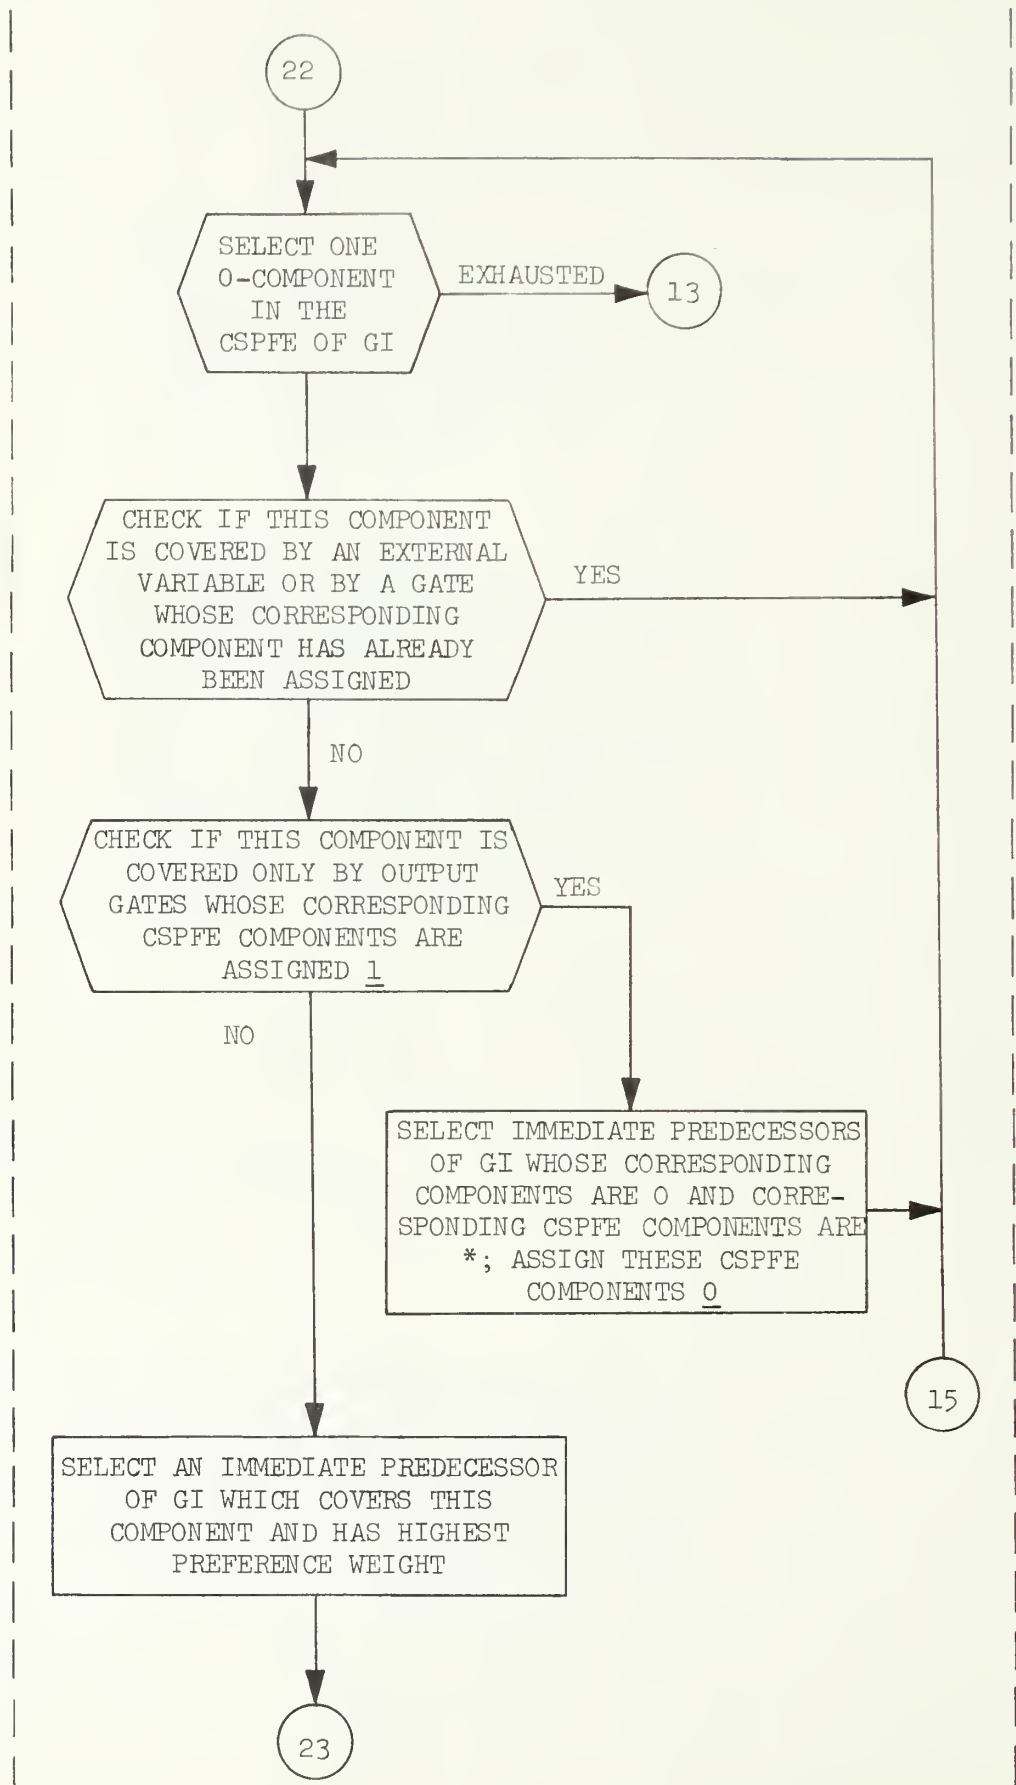 22
SELECT ONE
0-COMPONENT
IN THE
CSPFE OF GI
EXHAUSTED
13
CHECK IF THIS COMPONENT
IS COVERED BY AN EXTERNAL
VARIABLE OR BY A GATE
WHOSE CORRESPONDING
COMPONENT HAS ALREADY
BEEN ASSIGNED
YES
NO
CHECK IF THIS COMPONENT IS
COVERED ONLY BY OUTPUT
GATES WHOSE CORRESPONDING
CSPFE COMPONENTS ARE
ASSIGNED 1
YES
NO
SELECT IMMEDIATE PREDECESSORS
OF GI WHOSE CORRESPONDING
COMPONENTS ARE 0 AND CORRE-
SPONDING CSPFE COMPONENTS ARE
*; ASSIGN THESE CSPFE
COMPONENTS 0
15
SELECT AN IMMEDIATE PREDECESSOR
OF GI WHICH COVERS THIS
COMPONENT AND HAS HIGHEST
PREFERENCE WEIGHT
23